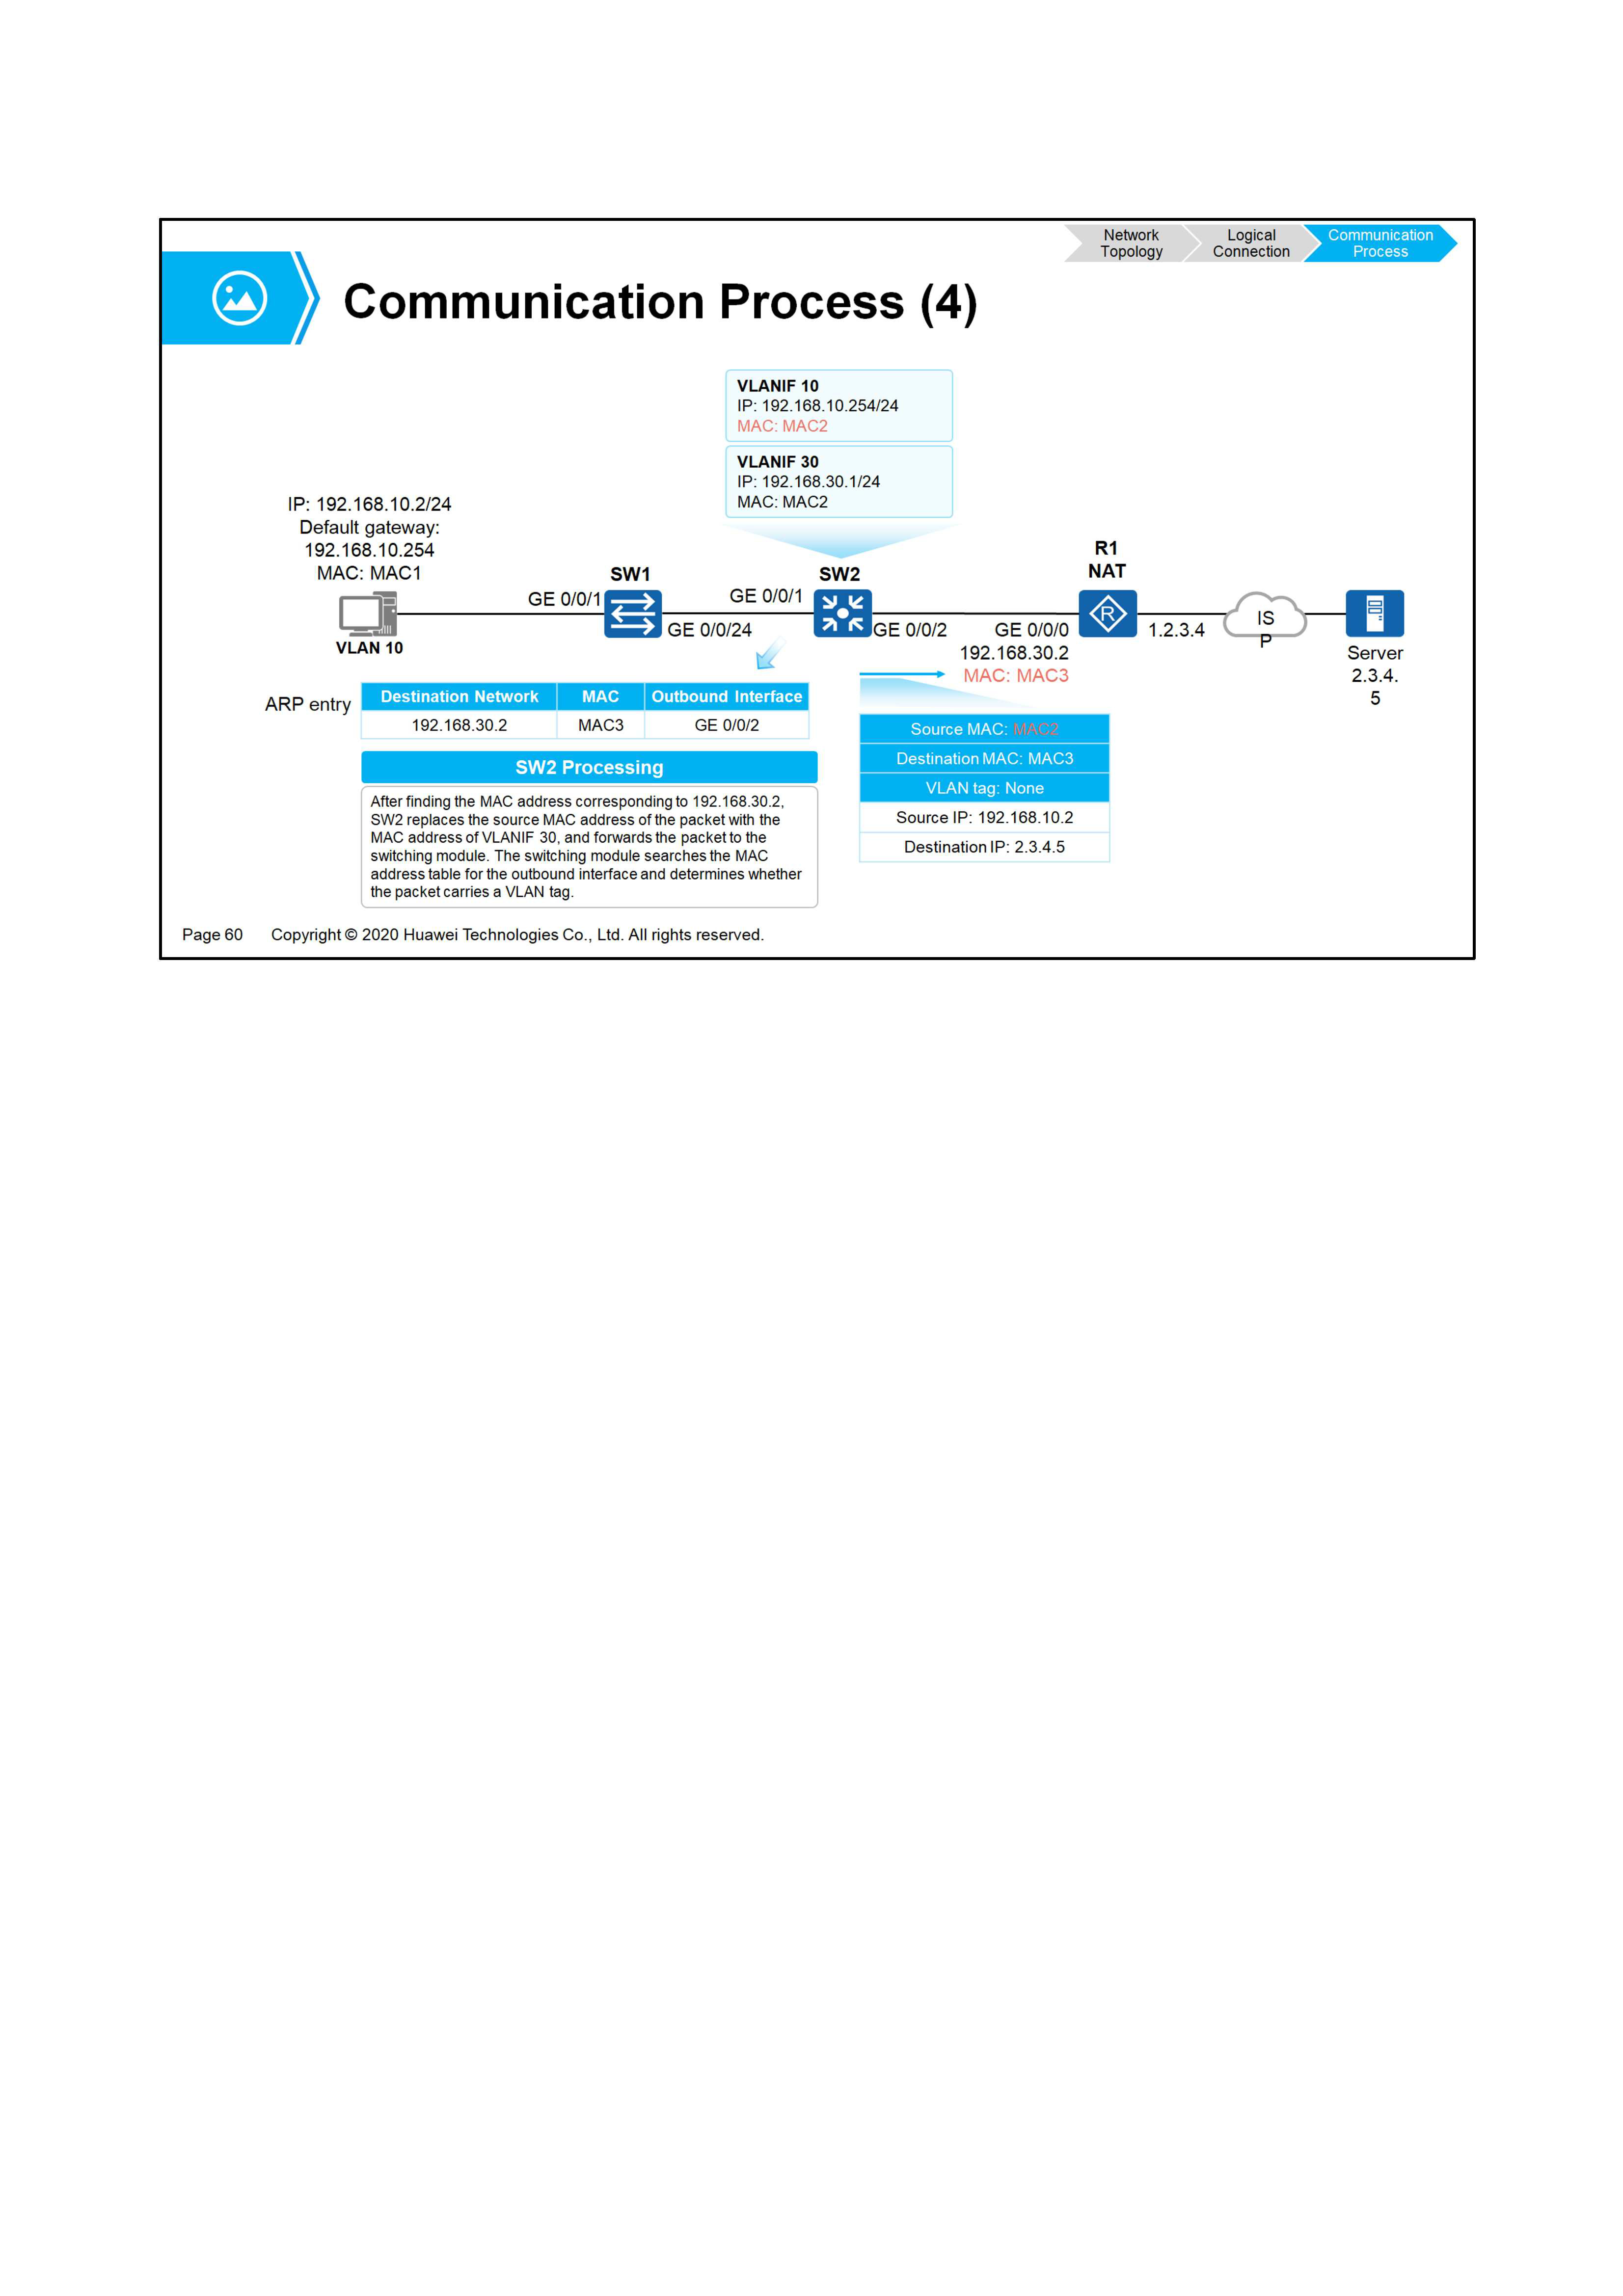 Network
Topology
Logical
Connection
Communication
Process
Communication Process (4)
VLANIF 10
IP: 192.168.10.254/24
MAC: MAC2
VLANIF 30
IP: 192.168.30.1/24
MAC: MAC2
IP: 192.168.10.2/24
Default gateway:
192.168.10.254
MAC: MAC1
VLAN 10
SW1
GE 0/0/1
GE 0/0/24
SW2
GE 0/0/1
GE 0/0/2
R1
NAT
R
GE 0/0/0
192.168.30.2
MAC: MAC3
1.2.3.4
IS
P
Server
2.3.4.
5
ARP entry
Destination Network MAC Outbound Interface
192.168.30.2 MAC3 GE 0/0/2
SW2 Processing
After finding the MAC address corresponding to 192.168.30.2,
SW2 replaces the source MAC address of the packet with the
MAC address of VLANIF 30, and forwards the packet to the
switching module. The switching module searches the MAC
address table for the outbound interface and determines whether
the packet carries a VLAN tag.
Source MAC: MAC2
Destination MAC: MAC3
VLAN tag: None
Source IP: 192.168.10.2
Destination IP: 2.3.4.5
Page 60 Copyright © 2020 Huawei Technologies Co., Ltd. All rights reserved.